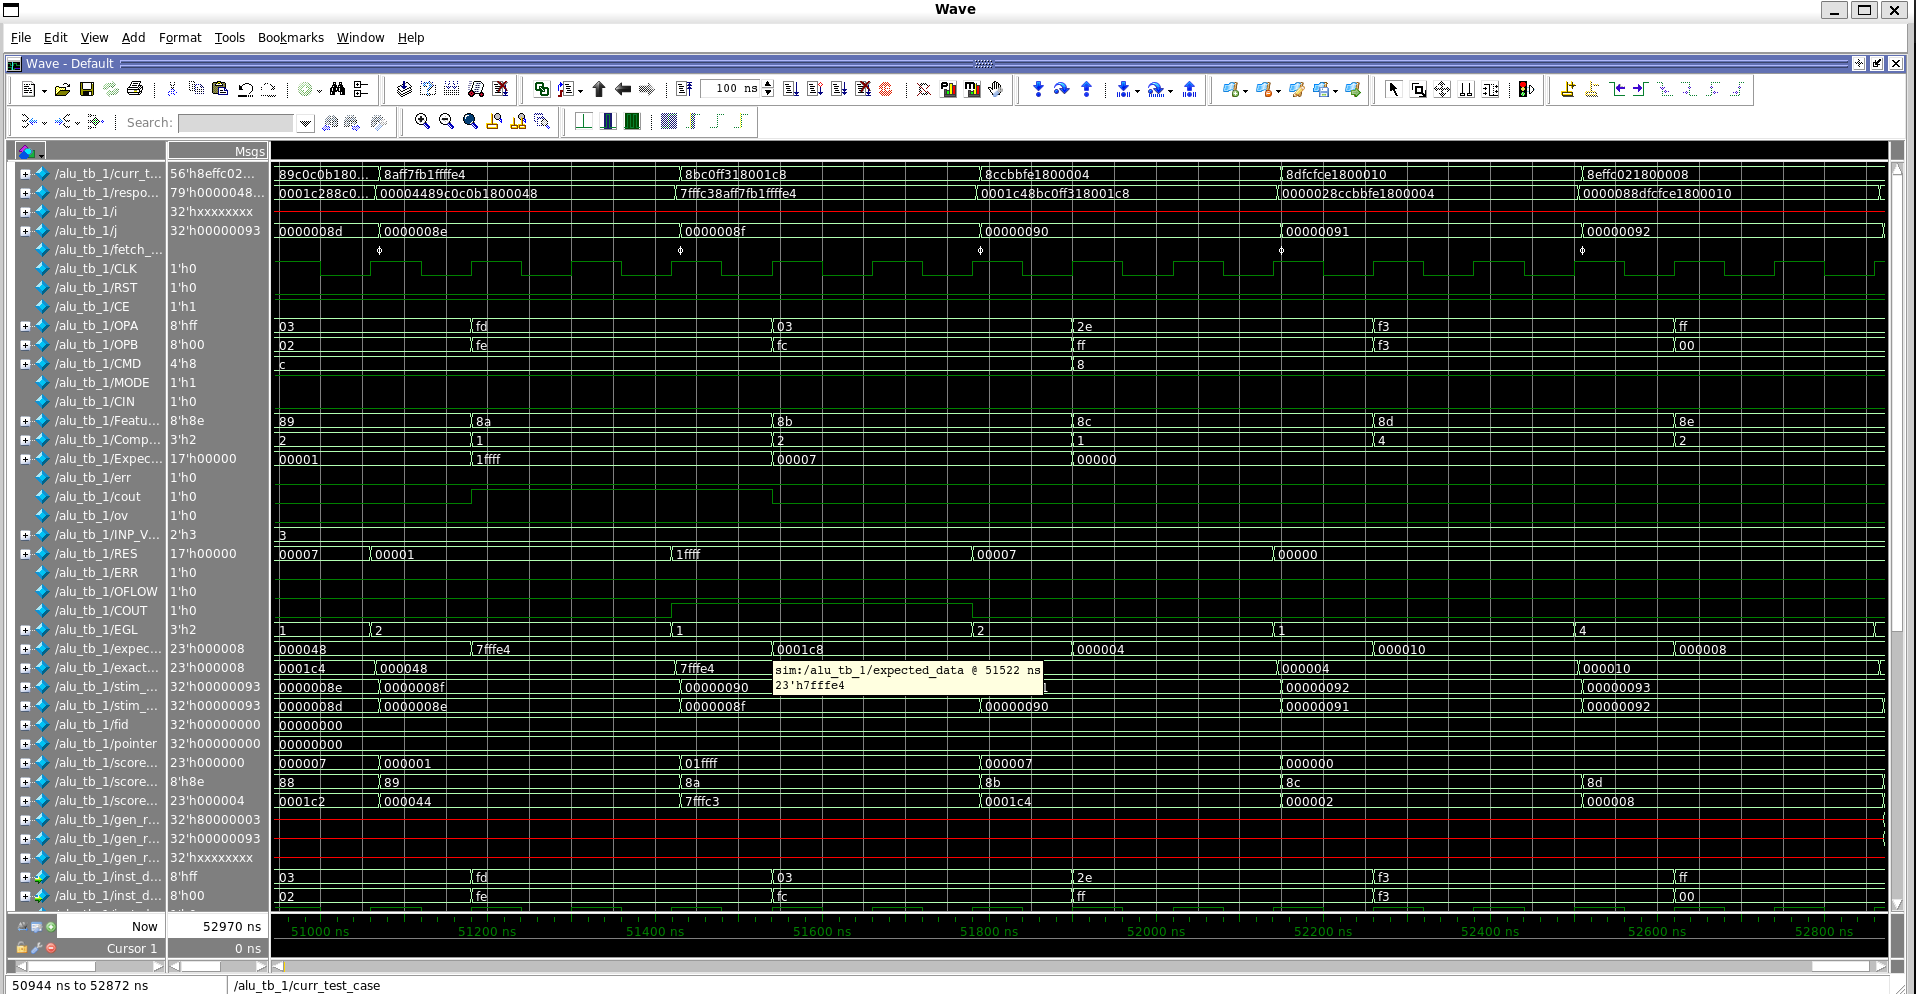 Wave
File Edit View Add Format Tools Bookmarks Window Help
Wave - Default
100 ns
Search:
Msgs
/alu_tb_1/curr_t... 56'h8effc02... 89c0c0b180... 8aff7fb1ffffe4 8bc0ff318001c8 8ccbbfe1800004 8dfcfce1800010 8effc021800008
/alu_tb_1/respo... 79'h0000048... 0001c288c0... 00004489c0c0b1800048 7fffc38aff7fb1ffffe4 0001c48bc0ff318001c8 0000028ccbbfe1800004 0000088dfcfce1800010
/alu_tb_1/i 32'hxxxxxxxx
/alu_tb_1/j 32'h00000093 0000008d 0000008e 0000008f 00000090 00000091 00000092
/alu_tb_1/fetch_...
/alu_tb_1/CLK 1'h0
/alu_tb_1/RST 1'h0
/alu_tb_1/CE 1'h1
/alu_tb_1/OPA 8'hff 03 fd 03 2e f3 ff
/alu_tb_1/OPB 8'h00 02 fe fc ff f3 00
/alu_tb_1/CMD 4'h8 c 8
/alu_tb_1/MODE 1'h1
/alu_tb_1/CIN 1'h0
/alu_tb_1/Featu... 8'h8e 89 8a 8b 8c 8d 8e
/alu_tb_1/Comp... 3'h2 2 1 2 1 4 2
/alu_tb_1/Expec... 17'h00000 00001 1ffff 00007 00000
/alu_tb_1/err 1'h0
/alu_tb_1/cout 1'h0
/alu_tb_1/ov 1'h0
/alu_tb_1/INP_V... 2'h3 3
/alu_tb_1/RES 17'h00000 00007 00001 1ffff 00007 00000
/alu_tb_1/ERR 1'h0
/alu_tb_1/OFLOW 1'h0
/alu_tb_1/COUT 1'h0
/alu_tb_1/EGL 3'h2 1 2 1 2 1 4
/alu_tb_1/expec... 23'h000008 000048 7fffe4 0001c8 000004 000010 000008
/alu_tb_1/exact... 23'h000008 0001c4 000048 7fffe4 000004 000010
sim:/alu_tb_1/expected_data @ 51522 ns
23'h7fffe4
/alu_tb_1/stim_... 32'h00000093 0000008e 0000008f 00000090 1 00000092 00000093
/alu_tb_1/stim_... 32'h00000093 0000008d 0000008e 0000008f 00000090 00000091 00000092
/alu_tb_1/fid 32'h00000000 00000000
/alu_tb_1/pointer 32'h00000000 00000000
/alu_tb_1/score... 23'h000000 000007 000001 01ffff 000007 000000
/alu_tb_1/score... 8'h8e 88 89 8a 8b 8c 8d
/alu_tb_1/score... 23'h000004 0001c2 000044 7fffc3 0001c4 000002 000008
/alu_tb_1/gen_r... 32'h80000003
/alu_tb_1/gen_r... 32'h00000093
/alu_tb_1/gen_r... 32'hxxxxxxxx
/alu_tb_1/inst_d... 8'hff 03 fd 03 2e f3 ff
/alu_tb_1/inst_d... 8'h00 02 fe fc ff f3 00
Now 52970 ns 51000 ns 51200 ns 51400 ns 51600 ns 51800 ns 52000 ns 52200 ns 52400 ns 52600 ns 52800 ns
Cursor 1 0 ns
50944 ns to 52872 ns /alu_tb_1/curr_test_case